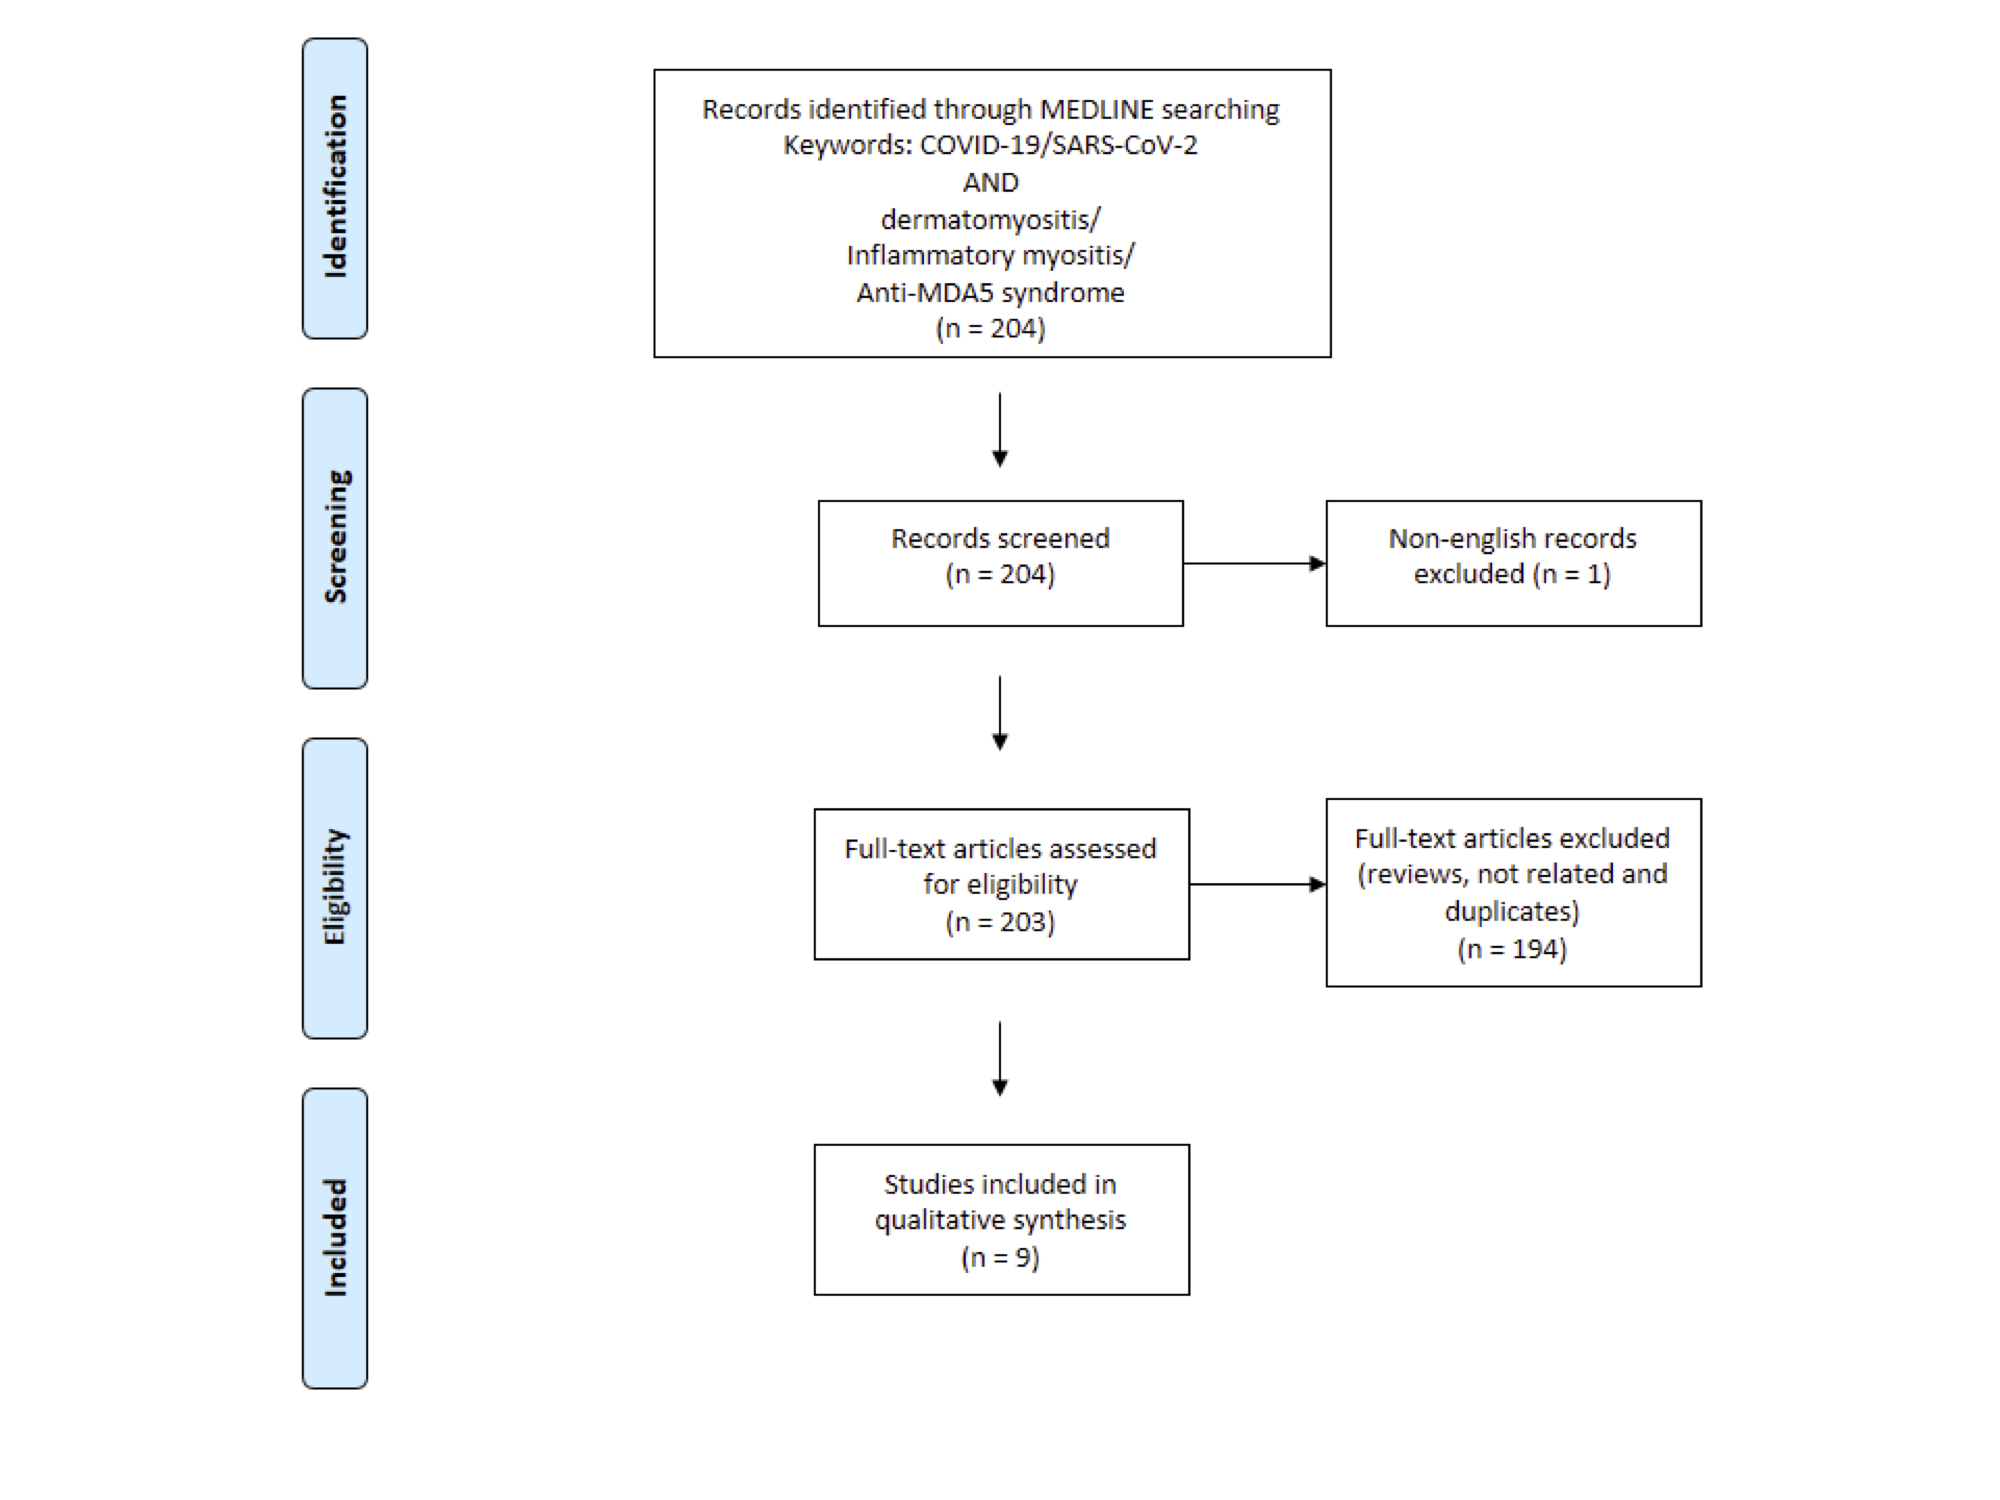 Identification
Records identified through MEDLINE searching
Keywords: COVID-19/SARS-CoV-2
AND
dermatomyositis/
Inflammatory myositis/
Anti-MDA5 syndrome
(n = 204)
Screening
Records screened
(n = 204)
Non-english records
excluded (n = 1)
Eligibility
Full-text articles assessed
for eligibility
(n = 203)
Full-text articles excluded
(reviews, not related and
duplicates)
(n = 194)
Included
Studies included in
qualitative synthesis
(n = 9)